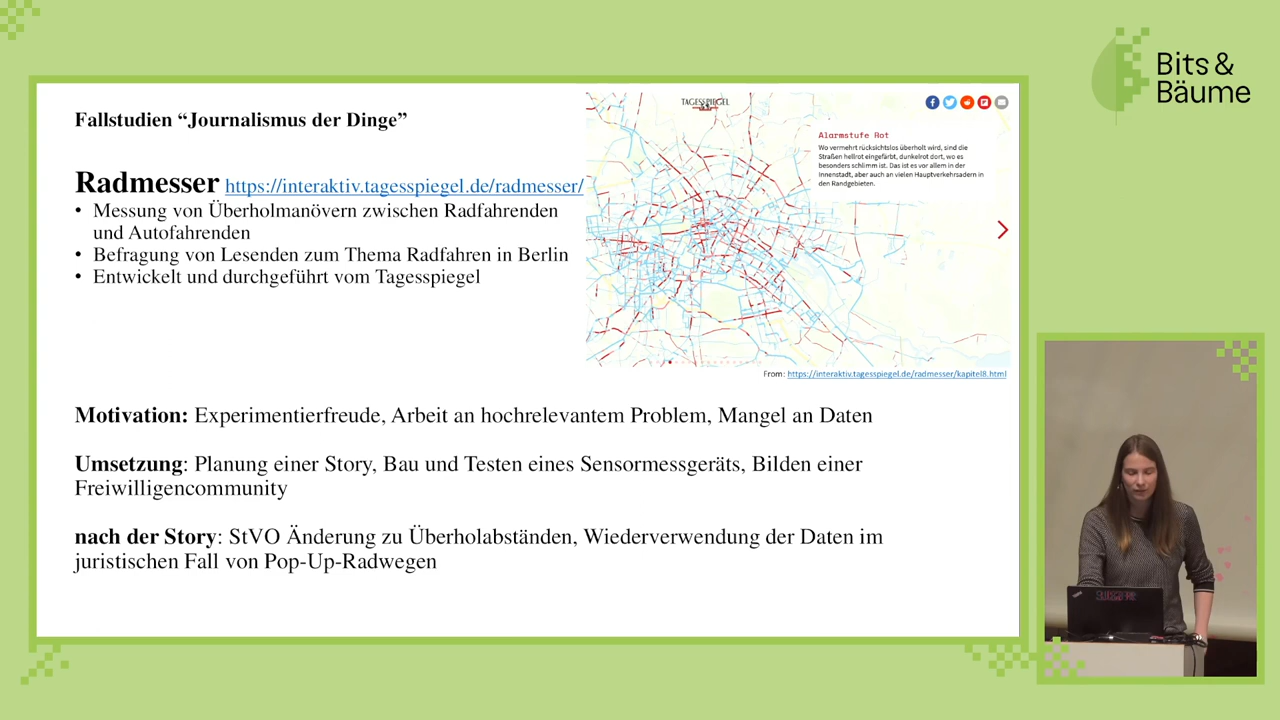 Bits &
Bäume
Fallstudien “Journalismus der Dinge”
Radmesser https://interaktiv.tagesspiegel.de/radmesser/
• Messung von Überholmanövern zwischen Radfahrenden
und Autofahrenden
• Befragung von Lesenden zum Thema Radfahren in Berlin
• Entwickelt und durchgeführt vom Tagesspiegel
TAGESSPIEGEL
Alarmstufe Rot
Wo vermehrt rücksichtslos überholt wird, sind die
Straßen hellrot eingefärbt, dunkelrot dort, wo es
besonders schlimm ist. Das ist es vor allem in der
Innenstadt, aber auch an vielen Hauptverkehrsadern in
den Randgebieten.
From: https://interaktiv.tagesspiegel.de/radmesser/kapitel8.html
Motivation: Experimentierfreude, Arbeit an hochrelevantem Problem, Mangel an Daten
Umsetzung: Planung einer Story, Bau und Testen eines Sensormessgeräts, Bilden einer
Freiwilligencommunity
nach der Story: StVO Änderung zu Überholabständen, Wiederverwendung der Daten im
juristischen Fall von Pop-Up-Radwegen